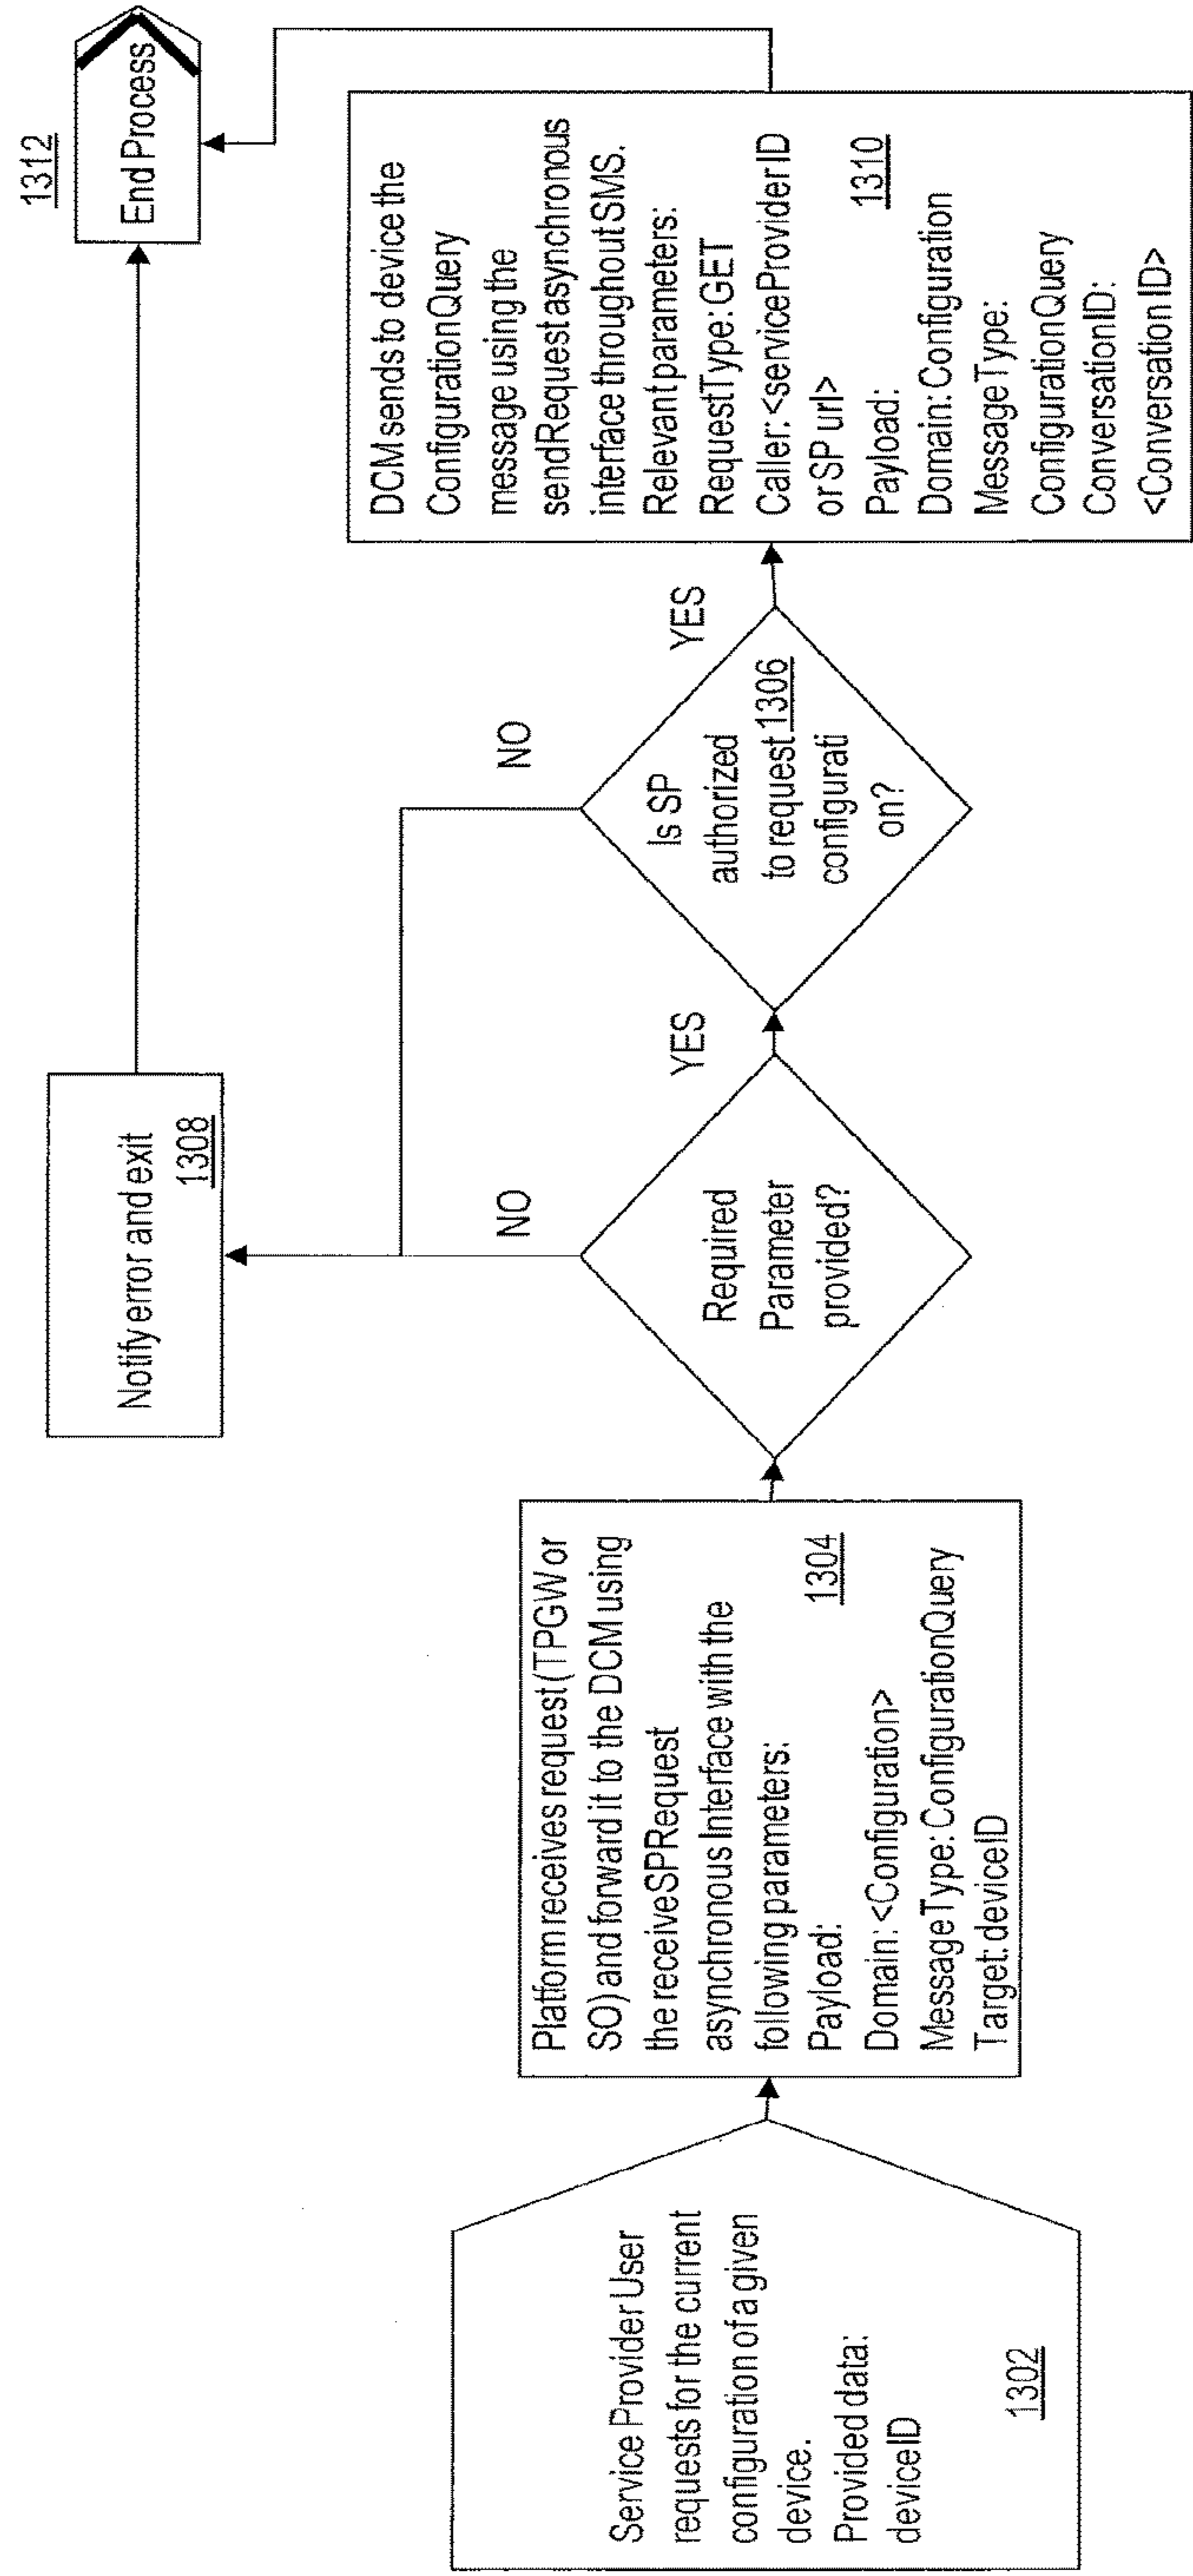 Service Provider User
requests for the current
configuration of a given
device.
Provided data:
deviceID
1302
Platform receives request (TPGW or
SO) and forward it to the DCM using
the receiveSPRequest
asynchronous Interface with the
following parameters:
Payload:
1304
Domain: <Configuration>
MessageType: ConfigurationQuery
Target: deviceID
Required
Parameter
provided?
NO
YES
Notify error and exit
1308
Is SP
authorized
to request 1306
configurati
on?
NO
YES
DCM sends to device the
ConfigurationQuery
message using the
sendRequest asynchronous
interface throughout SMS.
Relevant parameters:
RequestType: GET
Caller: <serviceProvider ID
or SP url>
Payload:
1310
Domain: Configuration
Message Type:
ConfigurationQuery
ConversationID:
<Conversation ID>
End Process
1312